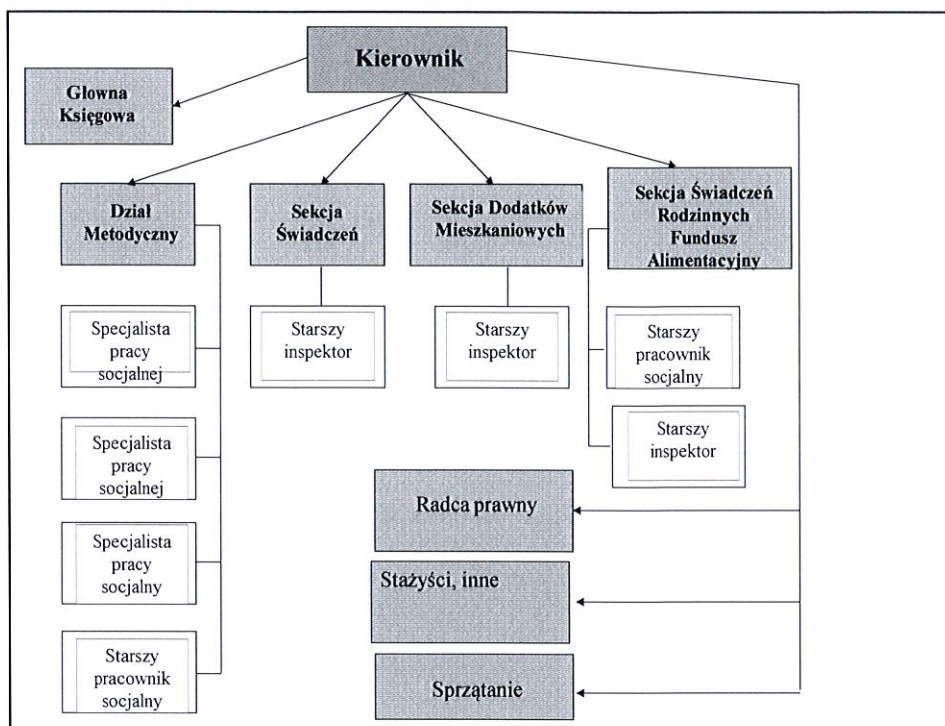 Kierownik
Głowna
Księgowa
Dział
Metodyczny
Sekcja
Świadczeń
Sekcja Dodatków
Mieszkaniowych
Sekcja Świadczeń
Rodzinnych
Fundusz
Alimentacyjny
Specjalista
pracy
socjalnej
Starszy
inspektor
Starszy
inspektor
Starszy
pracownik
socjalny
Specjalista
pracy
socjalnej
Starszy
inspektor
Specjalista
pracy
socjalny
Starszy
pracownik
socjalny
Radca prawny
Stażyści, inne
Sprzątanie